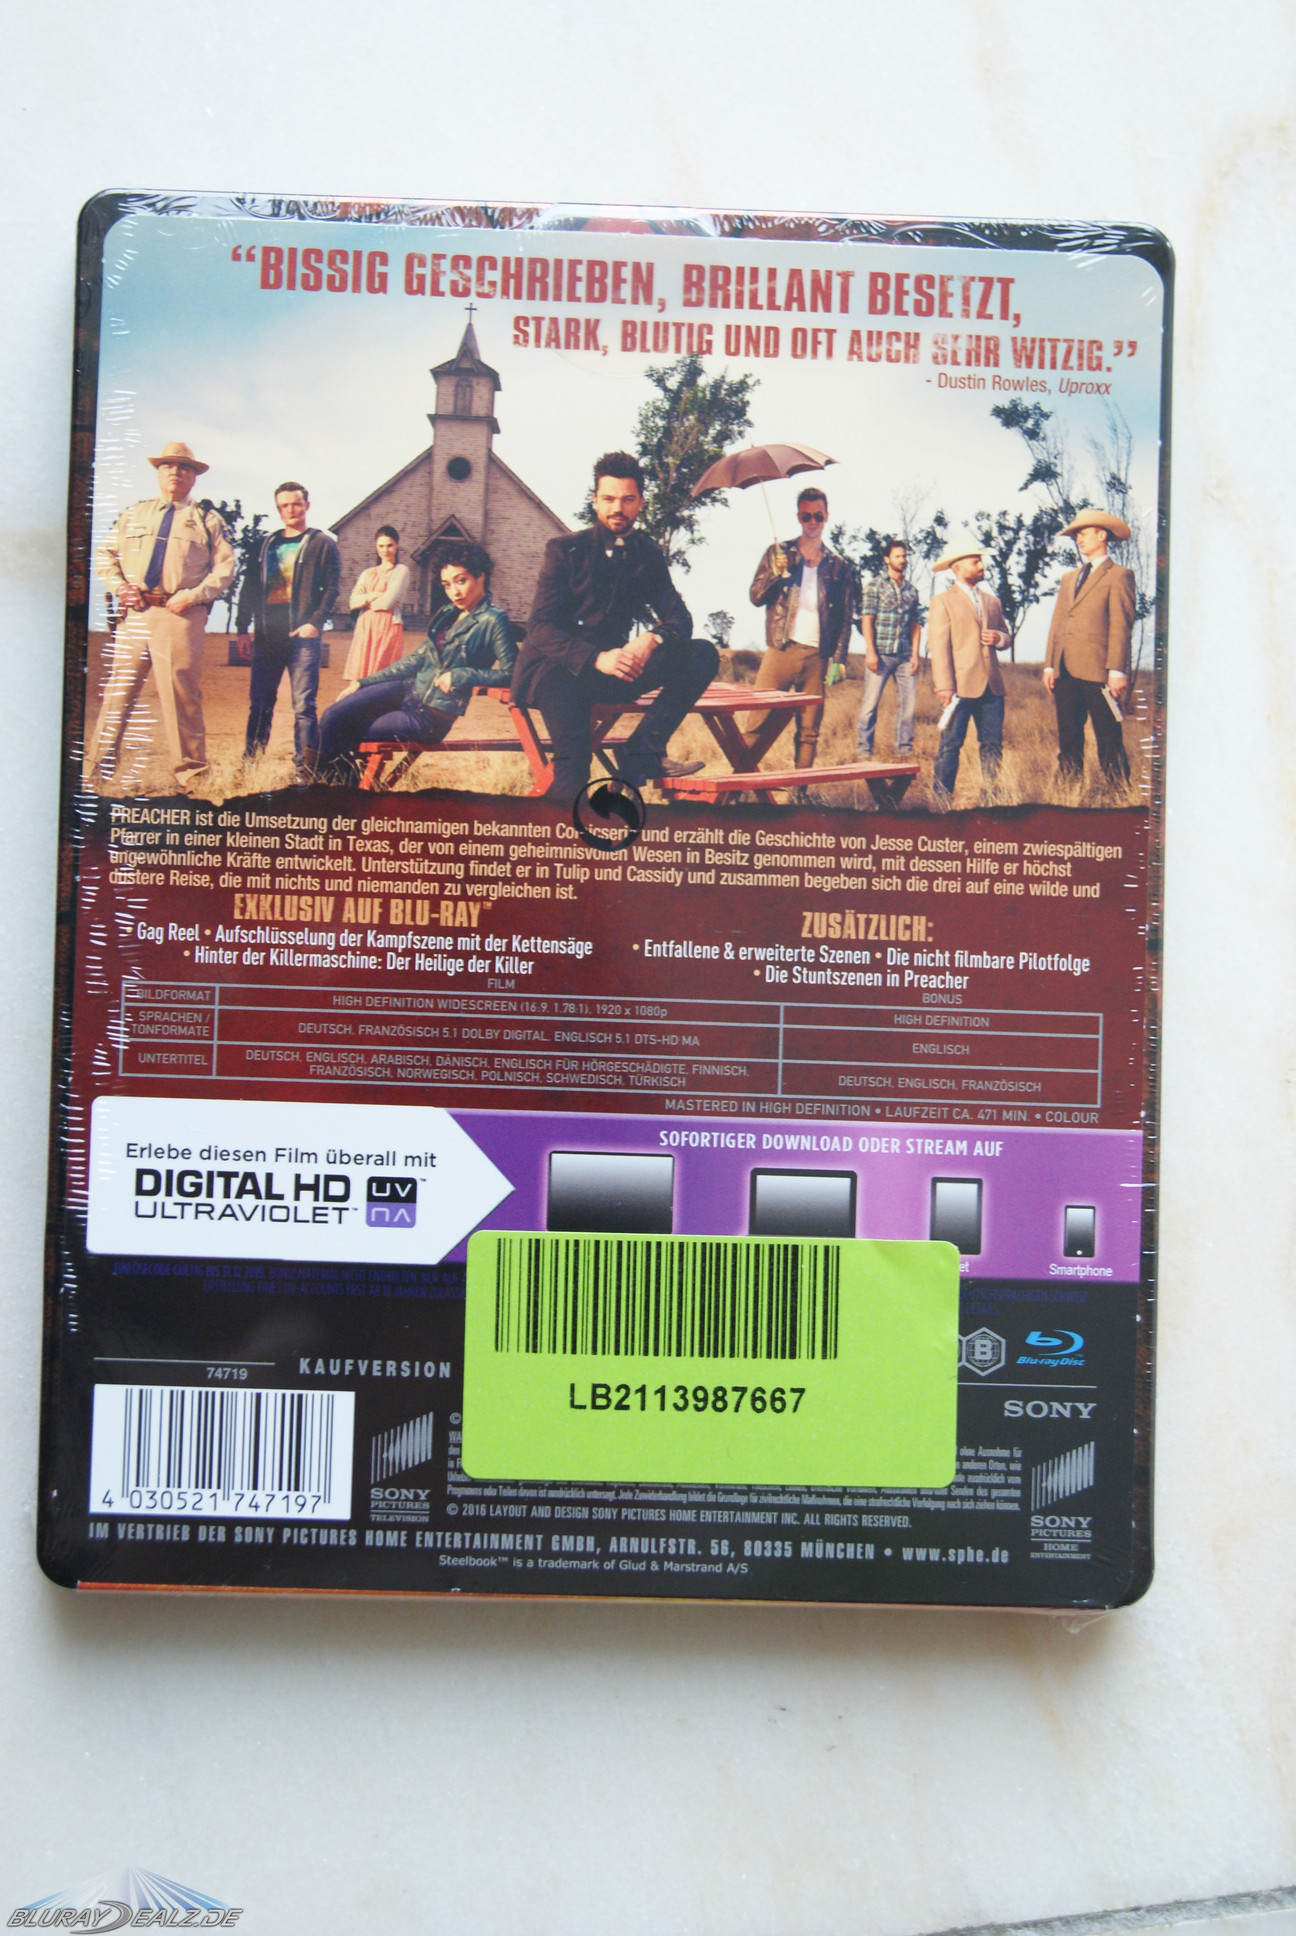 “BISSIG GESCHRIEBEN, BRILLANT BESETZT,
STARK, BLUTIG UND OFT AUCH SEHR WITZIG.”
- Dustin Rowles, Uproxx
PREACHER ist die Umsetzung der gleichnamigen bekannten Comicserie und erzählt die Geschichte von Jesse Custer, einem zwiespältigen
Pfarrer in einer kleinen Stadt in Texas, der von einem geheimnisvollen Wesen in Besitz genommen wird, mit dessen Hilfe er höchst
ungewöhnliche Kräfte entwickelt. Unterstützung findet er in Tulip und Cassidy und zusammen begeben sich die drei auf eine wilde und
düstere Reise, die mit nichts und niemanden zu vergleichen ist.
EXKLUSIV AUF BLU-RAY™
• Gag Reel • Aufschlüsselung der Kampfszene mit der Kettensäge
• Hinter der Killermaschine: Der Heilige der Killer
ZUSÄTZLICH:
• Entfallene & erweiterte Szenen • Die nicht filmbare Pilotfolge
• Die Stuntszenen in Preacher
FILM
BONUS
BILDFORMAT
HIGH DEFINITION WIDESCREEN (16:9, 1.78:1), 1920 x 1080p
HIGH DEFINITION
SPRACHEN /
TONFORMATE
DEUTSCH, FRANZÖSISCH 5.1 DOLBY DIGITAL, ENGLISCH 5.1 DTS-HD MA
ENGLISCH
UNTERTITEL
DEUTSCH, ENGLISCH, ARABISCH, DÄNISCH, ENGLISCH FÜR HÖRGESCHÄDIGTE, FINNISCH,
FRANZÖSISCH, NORWEGISCH, POLNISCH, SCHWEDISCH, TÜRKISCH
DEUTSCH, ENGLISCH, FRANZÖSISCH
MASTERED IN HIGH DEFINITION • LAUFZEIT CA. 471 MIN. • COLOUR
Erlebe diesen Film überall mit
DIGITAL HD
ULTRAVIOLET™
UV™
SOFORTIGER DOWNLOAD ODER STREAM AUF
et
Smartphone
LB2113987667
B
Blu-ray Disc
74719
KAUFVERSION
SONY
4 030521 747197
SONY
PICTURES
TELEVISION
SONY
PICTURES
HOME
ENTERTAINMENT
© 2016 LAYOUT AND DESIGN SONY PICTURES HOME ENTERTAINMENT INC. ALL RIGHTS RESERVED.
IM VERTRIEB DER SONY PICTURES HOME ENTERTAINMENT GMBH, ARNULFSTR. 56, 80335 MÜNCHEN • www.sphe.de
Steelbook™ is a trademark of Glud & Marstrand A/S
BLURAYDEALZ.DE